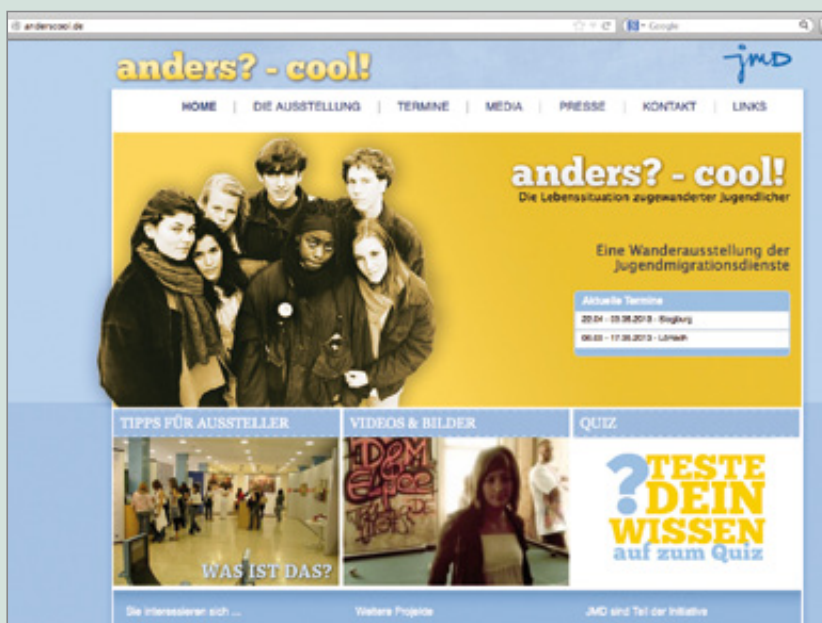 anderscool.de
Google
anders? - cool!
jmD
HOME | DIE AUSSTELLUNG | TERMINE | MEDIA | PRESSE | KONTAKT | LINKS
anders? - cool!
Die Lebenssituation zugewanderter Jugendlicher
Eine Wanderausstellung der
Jugendmigrationsdienste
Aktuelle Termine
Siegburg
Lörrach
TIPPS FÜR AUSSTELLER
VIDEOS & BILDER
QUIZ
WAS IST DAS?
?TESTE
DEIN
WISSEN
auf zum Quiz
Sie interessieren sich ...
Weitere Projekte
JMD sind Teil der Initiative